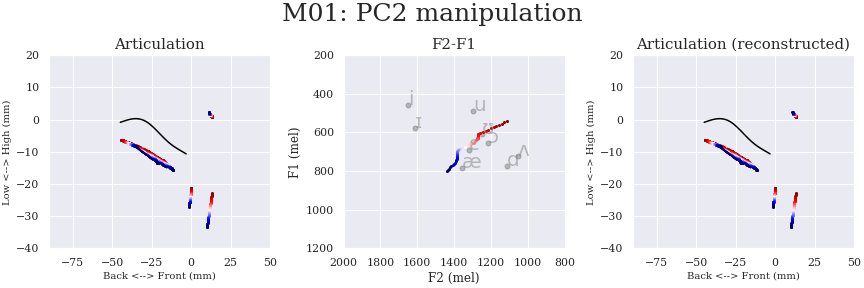 M01: PC2 manipulation
Articulation
F2-F1
Articulation (reconstructed)
Low <--> High (mm)
20
10
0
−10
−20
−30
−40
−75
−50
−25
0
25
50
Back <--> Front (mm)
F1 (mel)
200
400
600
800
1000
1200
i
u
ɪ
æ
ɑ
ʌ
2000
1800
1600
1400
1200
1000
800
F2 (mel)
Low <--> High (mm)
20
10
0
−10
−20
−30
−40
−75
−50
−25
0
25
50
Back <--> Front (mm)